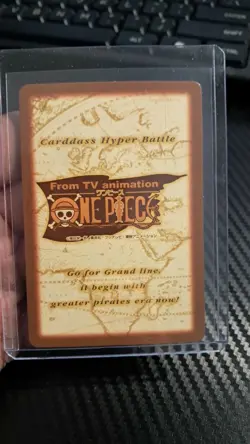 Carddass Hyper Battle
From TV animation
ワンピース
ONE PIECE
Go for Grand line,
it begin with
greater pirates era now!